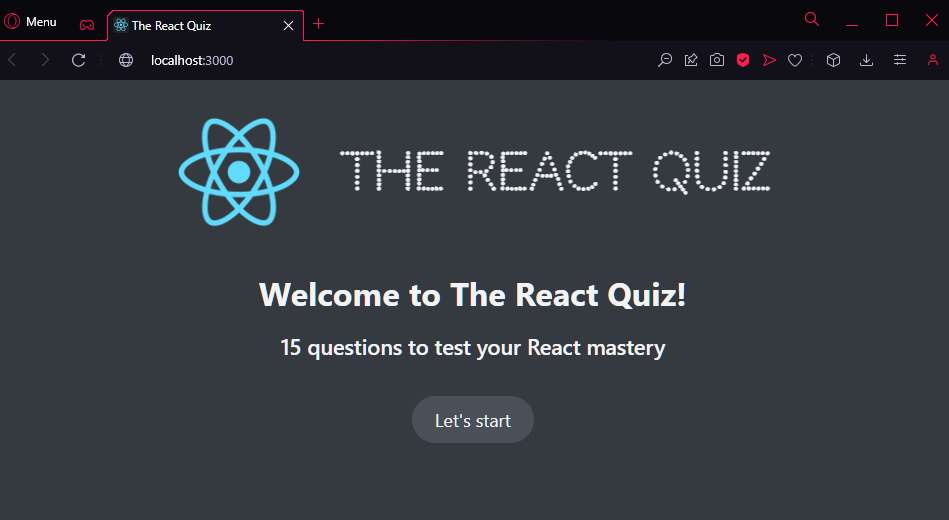 Menu
The React Quiz
localhost:3000
THE REACT QUIZ
Welcome to The React Quiz!
15 questions to test your React mastery
Let's start